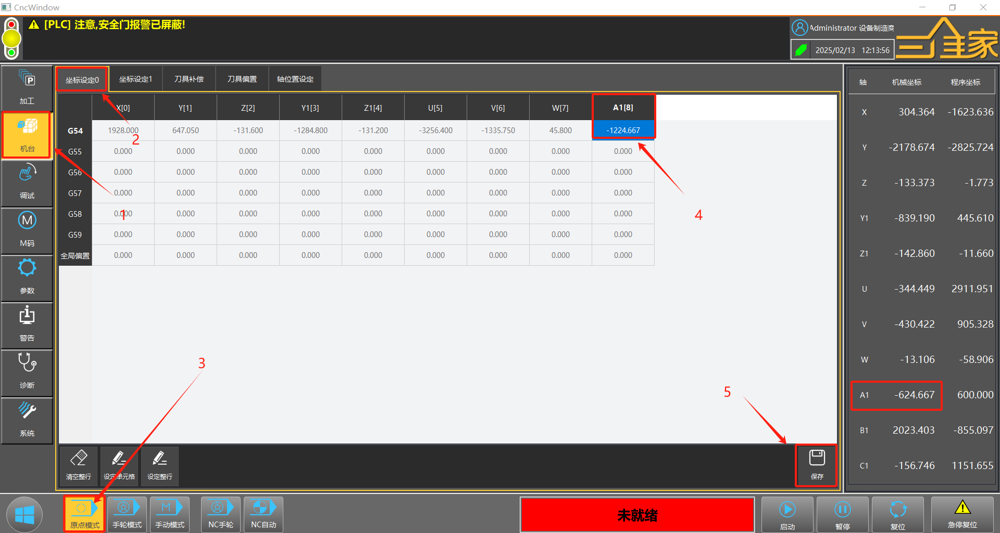 CncWindow
[PLC] 注意,安全门报警已屏蔽!
Administrator 设备制造商
2025/02/13 12:13:56
三佳家
加工
机台
调试
M
M码
参数
警告
诊断
系统
坐标设定0 坐标设定1 刀具补偿 刀具偏置 轴位置设定
X[0] Y[1] Z[2] Y1[3] Z1[4] U[5] V[6] W[7] A1[8]
G54 1928.000 647.050 -131.600 -1284.800 -131.200 -3256.400 -1335.750 45.800 -1224.667
G55 0.000 0.000 0.000 0.000 0.000 0.000 0.000 0.000 0.000
G56 0.000 0.000 0.000 0.000 0.000 0.000 0.000 0.000 0.000
G57 0.000 0.000 0.000 0.000 0.000 0.000 0.000 0.000 0.000
G58 0.000 0.000 0.000 0.000 0.000 0.000 0.000 0.000 0.000
G59 0.000 0.000 0.000 0.000 0.000 0.000 0.000 0.000 0.000
全局偏置 0.000 0.000 0.000 0.000 0.000 0.000 0.000 0.000 0.000
2
1
4
3
5
清空整行 设定单元格 设定整行 保存
轴 机械坐标 程序坐标
X 304.364 -1623.636
Y -2178.674 -2825.724
Z -133.373 -1.773
Y1 -839.190 445.610
Z1 -142.860 -11.660
U -344.449 2911.951
V -430.422 905.328
W -13.106 -58.906
A1 -624.667 600.000
B1 2023.403 -855.097
C1 -156.746 1151.655
原点模式 手轮模式 手动模式 NC手轮 NC自动
未就绪
启动 暂停 复位 急停复位